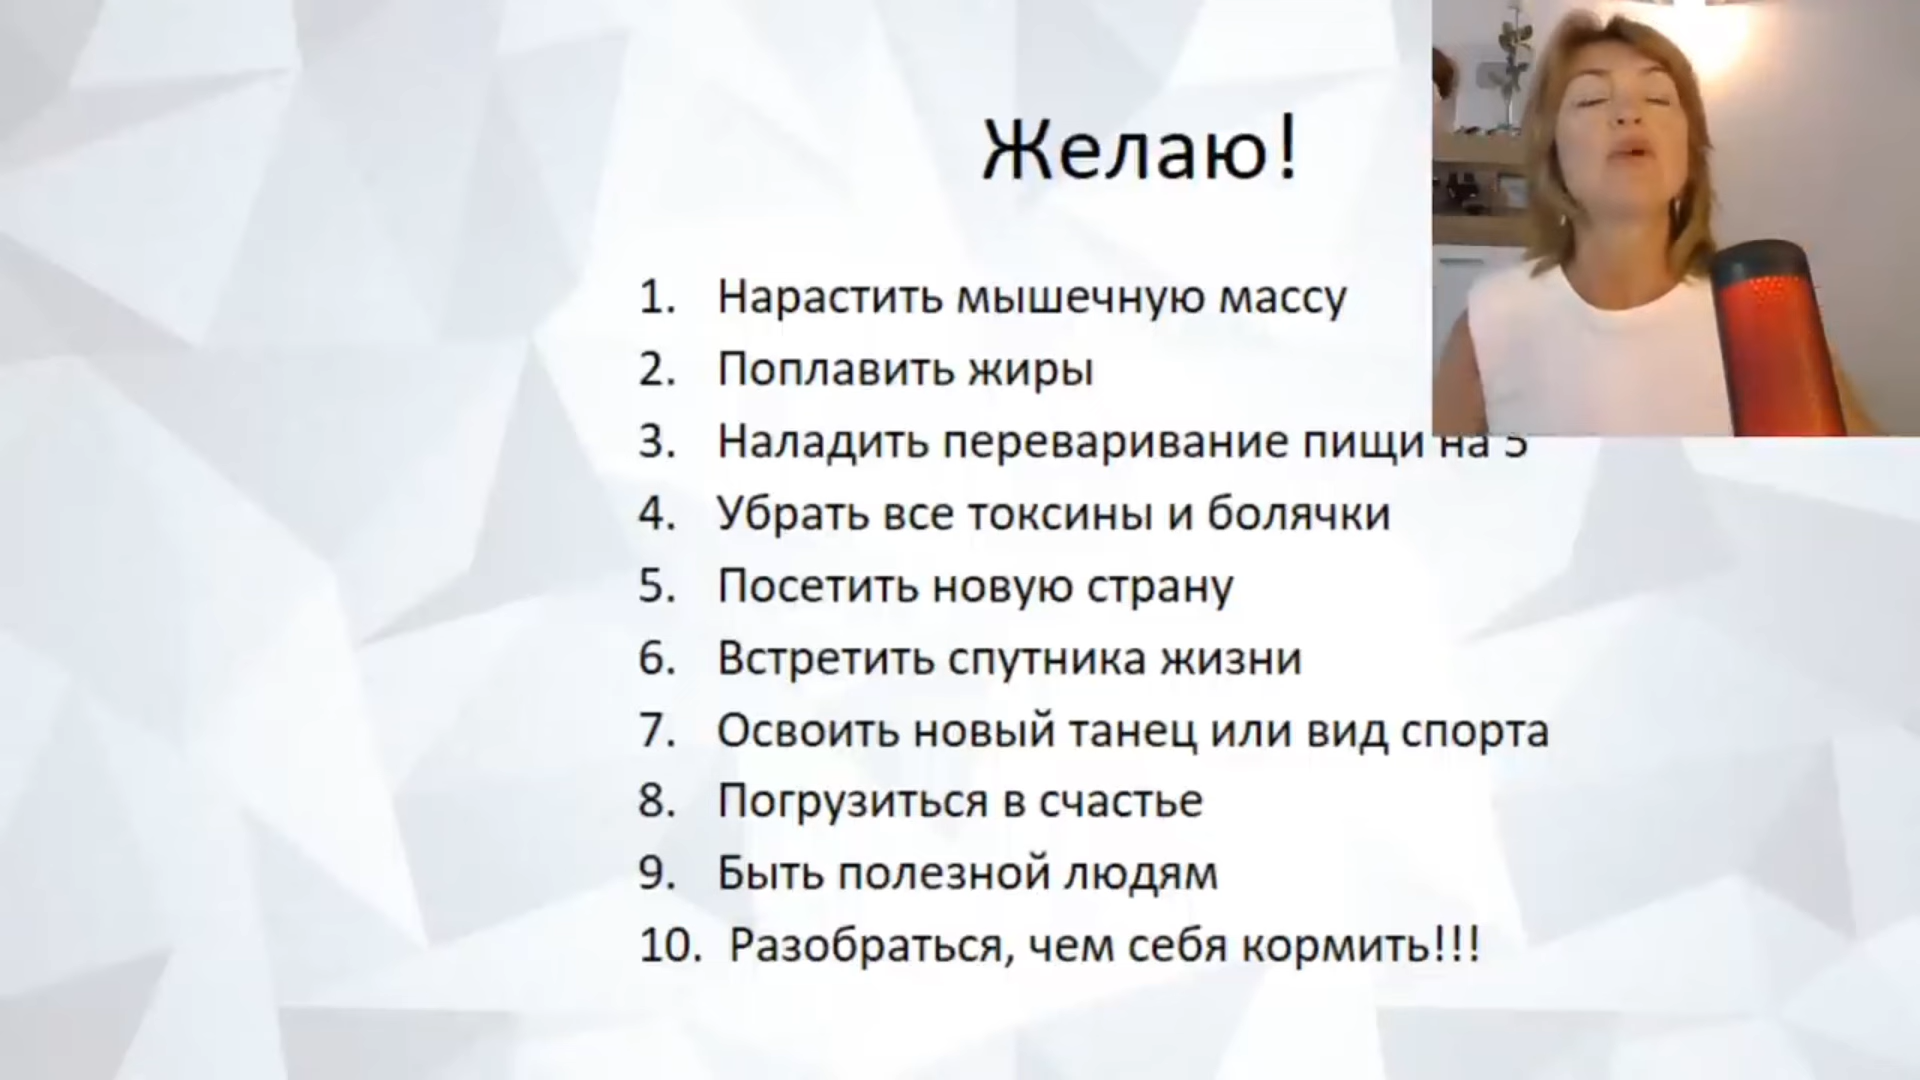 Желаю!
1. Нарастить мышечную массу
2. Поплавить жиры
3. Наладить переваривание пищи на 5
4. Убрать все токсины и болячки
5. Посетить новую страну
6. Встретить спутника жизни
7. Освоить новый танец или вид спорта
8. Погрузиться в счастье
9. Быть полезной людям
10. Разобраться, чем себя кормить!!!